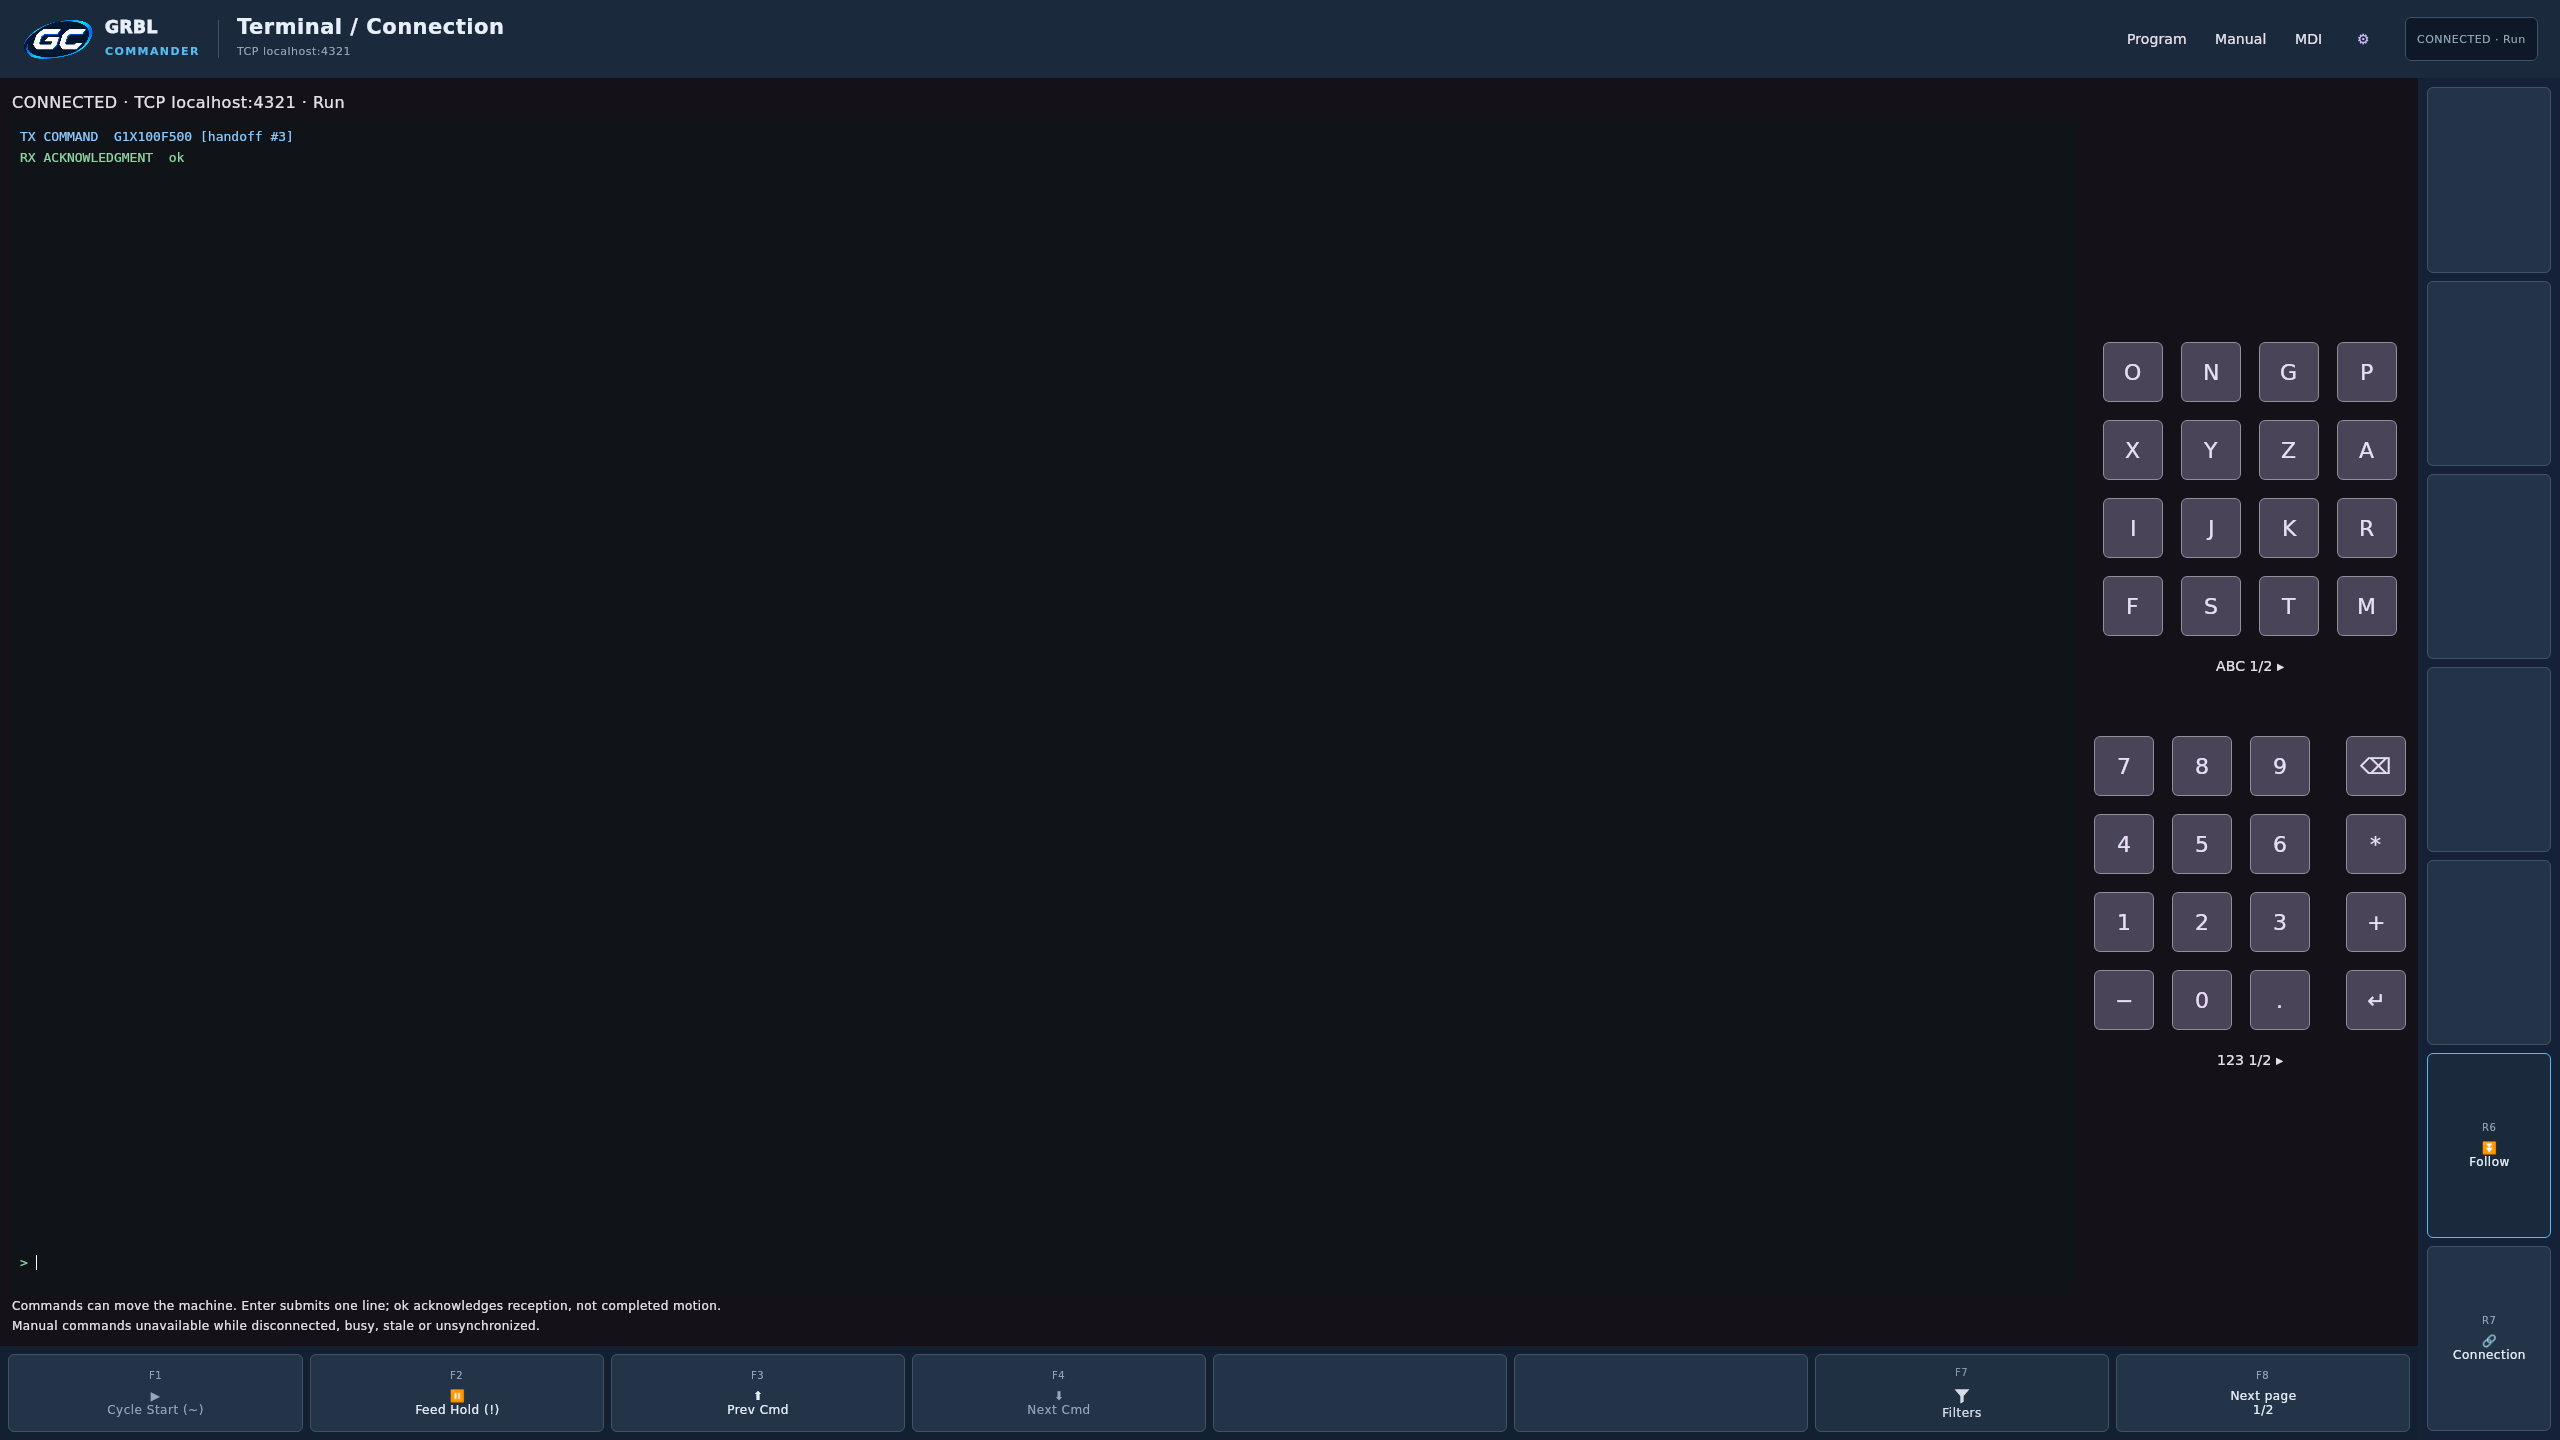 GC
GRBL
COMMANDER
Terminal / Connection
TCP localhost:4321
Program
Manual
MDI
⚙
CONNECTED · Run
CONNECTED · TCP localhost:4321 · Run
TX COMMAND  G1X100F500 [handoff #3]
RX ACKNOWLEDGMENT  ok
O N G P
X Y Z A
I J K R
F S T M
ABC 1/2 ▸
7 8 9 ⌫
4 5 6 *
1 2 3 +
− 0 . ↵
123 1/2 ▸
>
Commands can move the machine. Enter submits one line; ok acknowledges reception, not completed motion.
Manual commands unavailable while disconnected, busy, stale or unsynchronized.
R6
Follow
R7
Connection
F1
Cycle Start (~)
F2
Feed Hold (!)
F3
Prev Cmd
F4
Next Cmd
F7
Filters
F8
Next page
1/2